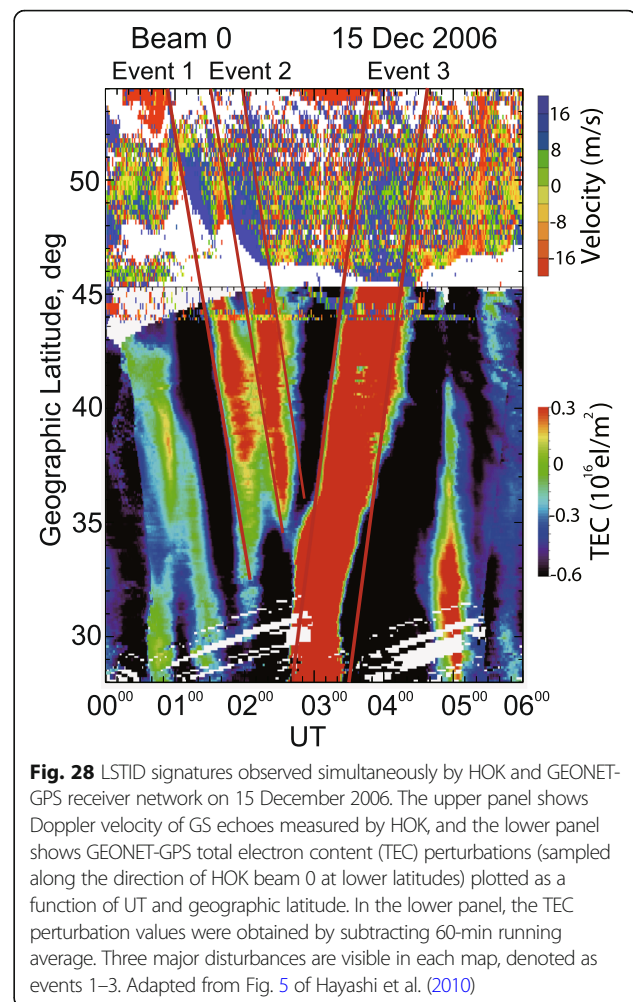 Beam 0 15 Dec 2006
Event 1 Event 2 Event 3
50
45
40
35
30
Geographic Latitude, deg
16
8
0
-8
-16
Velocity (m/s)
0.3
0
-0.3
-0.6
TEC (10^16 el/m^2)
00^00 01^00 02^00 03^00 04^00 05^00 06^00
UT
Fig. 28 LSTID signatures observed simultaneously by HOK and GEONET-
GPS receiver network on 15 December 2006. The upper panel shows
Doppler velocity of GS echoes measured by HOK, and the lower panel
shows GEONET-GPS total electron content (TEC) perturbations (sampled
along the direction of HOK beam 0 at lower latitudes) plotted as a
function of UT and geographic latitude. In the lower panel, the TEC
perturbation values were obtained by subtracting 60-min running
average. Three major disturbances are visible in each map, denoted as
events 1–3. Adapted from Fig. 5 of Hayashi et al. (2010)